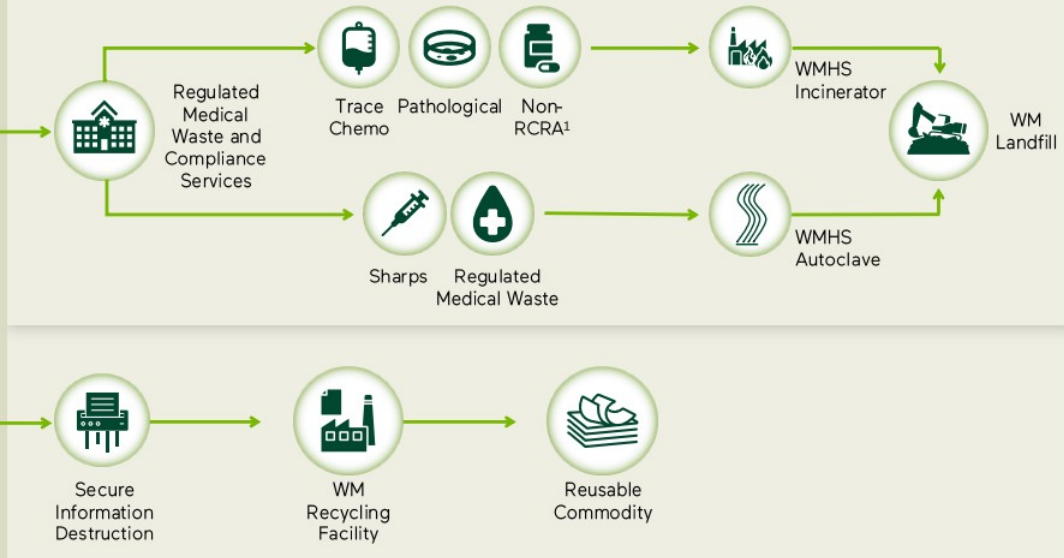 Regulated
Medical
Waste and
Compliance
Services
Trace
Chemo
Pathological
Non-
RCRA¹
WMHS
Incinerator
WM
Landfill
Sharps
Regulated
Medical Waste
WMHS
Autoclave
Secure
Information
Destruction
WM
Recycling
Facility
Reusable
Commodity